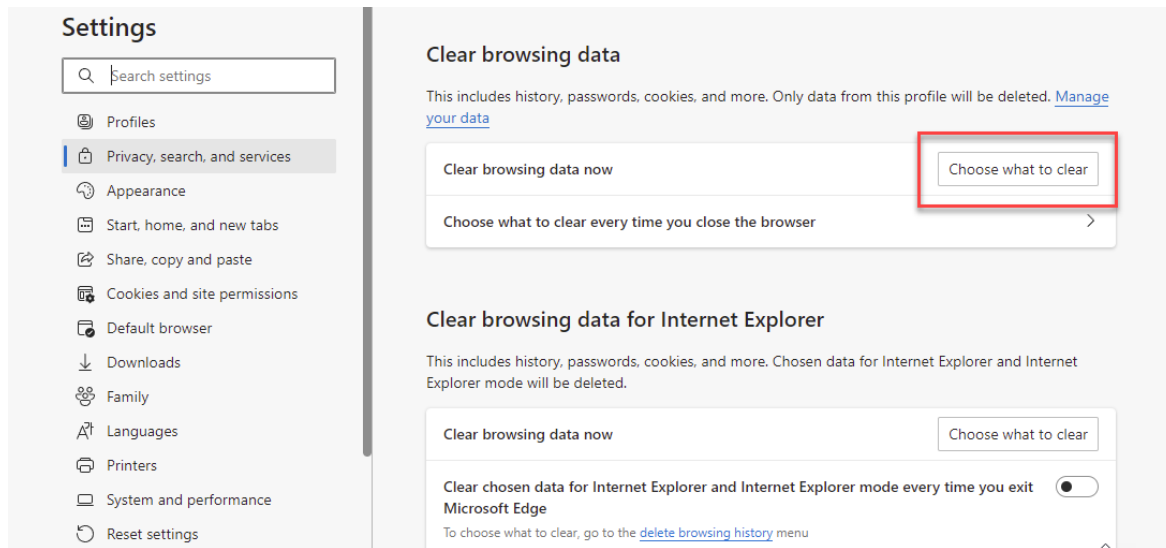 Settings
Search settings
Profiles
Privacy, search, and services
Appearance
Start, home, and new tabs
Share, copy and paste
Cookies and site permissions
Default browser
Downloads
Family
Languages
Printers
System and performance
Reset settings
Clear browsing data
This includes history, passwords, cookies, and more. Only data from this profile will be deleted. Manage
your data
Clear browsing data now
Choose what to clear
Choose what to clear every time you close the browser
Clear browsing data for Internet Explorer
This includes history, passwords, cookies, and more. Chosen data for Internet Explorer and Internet
Explorer mode will be deleted.
Clear browsing data now
Choose what to clear
Clear chosen data for Internet Explorer and Internet Explorer mode every time you exit
Microsoft Edge
To choose what to clear, go to the delete browsing history menu